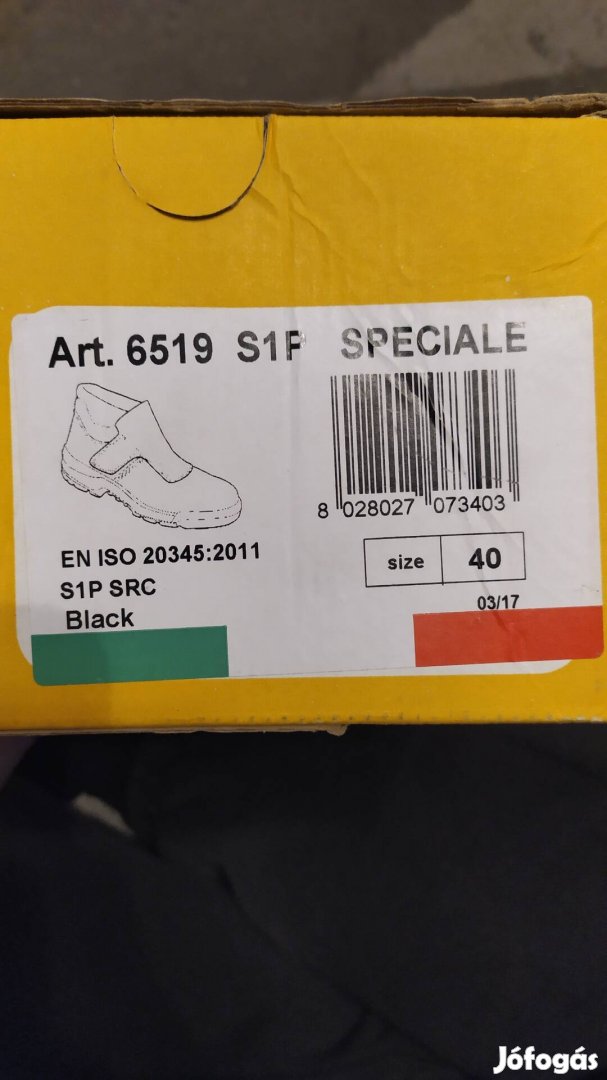 Art. 6519 S1P SPECIALE
8 028027 073403
EN ISO 20345:2011
size 40
S1P SRC
03/17
Black
Jófogás